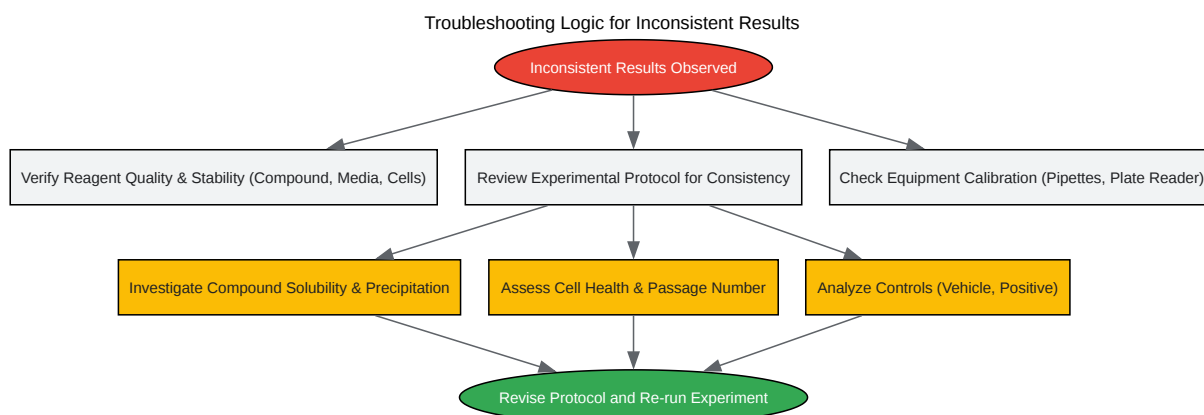 Troubleshooting Logic for Inconsistent Results
Inconsistent Results Observed
Verify Reagent Quality & Stability (Compound, Media, Cells)
Review Experimental Protocol for Consistency
Check Equipment Calibration (Pipettes, Plate Reader)
Investigate Compound Solubility & Precipitation
Assess Cell Health & Passage Number
Analyze Controls (Vehicle, Positive)
Revise Protocol and Re-run Experiment